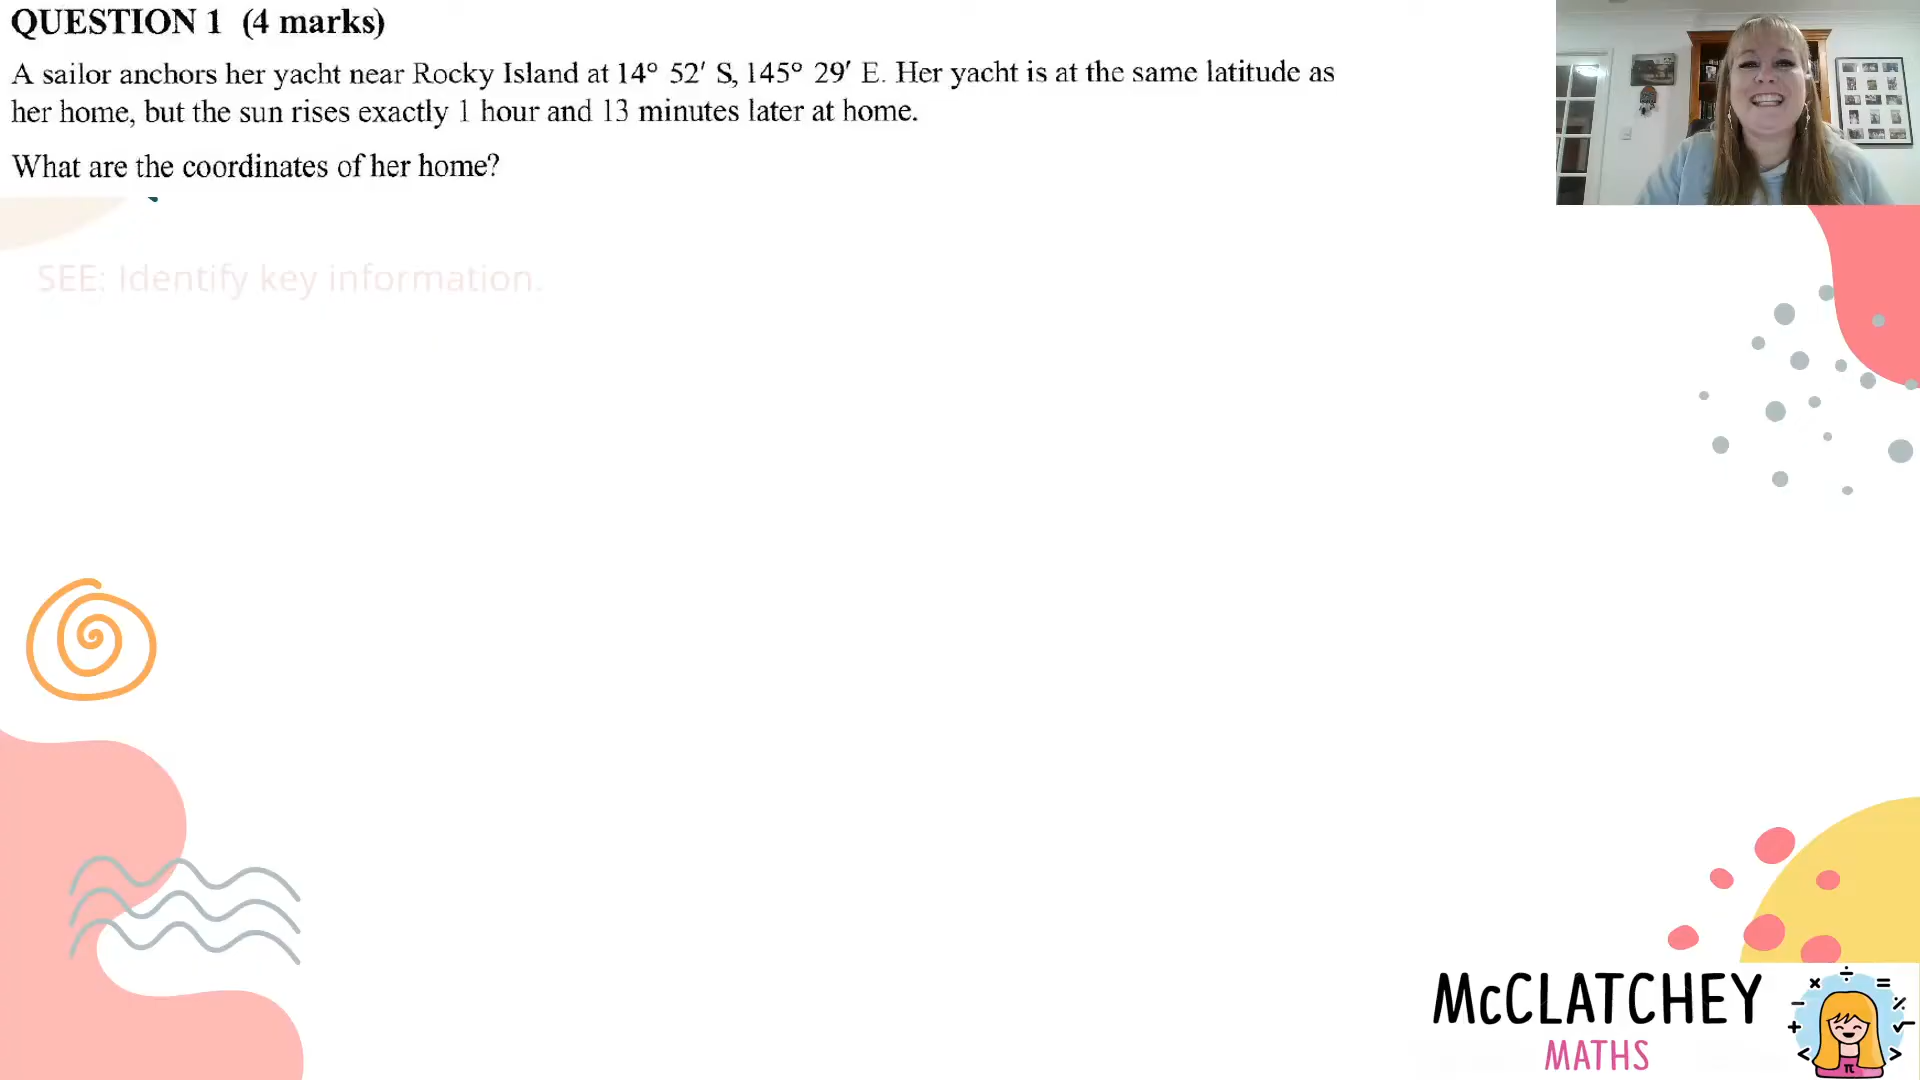 QUESTION 1 (4 marks)
A sailor anchors her yacht near Rocky Island at 14° 52′ S, 145° 29′ E. Her yacht is at the same latitude as
her home, but the sun rises exactly 1 hour and 13 minutes later at home.
What are the coordinates of her home?
SEE: Identify key information.
McCLATCHEY
MATHS